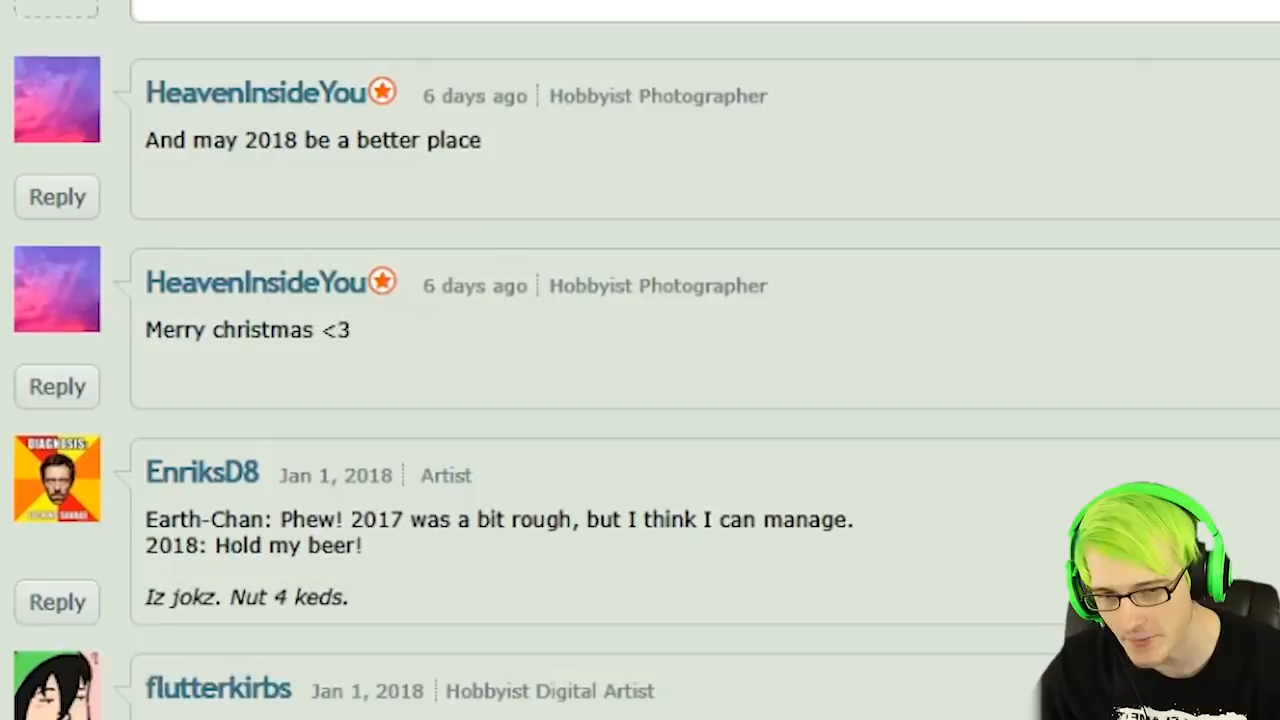 HeavenInsideYou 6 days ago Hobbyist Photographer
And may 2018 be a better place
Reply
HeavenInsideYou 6 days ago Hobbyist Photographer
Merry christmas <3
Reply
DIAGNOSIS:
EnriksD8 Jan 1, 2018 Artist
Earth-Chan: Phew! 2017 was a bit rough, but I think I can manage.
2018: Hold my beer!
Iz jokz. Nut 4 keds.
Reply
flutterkirbs Jan 1, 2018 Hobbyist Digital Artist